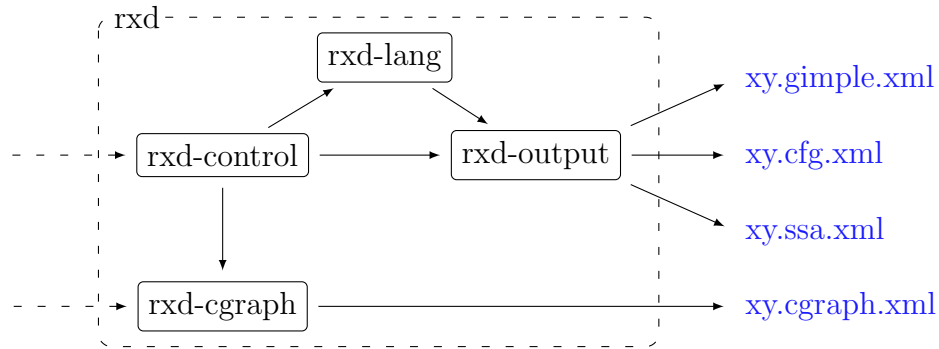 rxd
rxd-lang
xy.gimple.xml
rxd-control
rxd-output
xy.cfg.xml
xy.ssa.xml
rxd-cgraph
xy.cgraph.xml